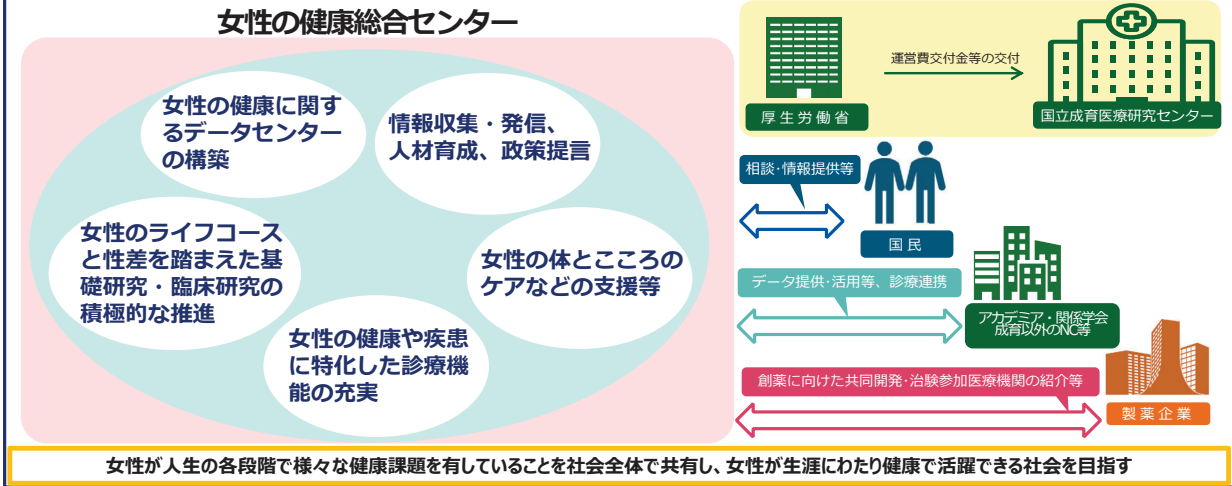 女性の健康総合センター
女性の健康に関す
るデータセンター
の構築
情報収集・発信、
人材育成、政策提言
女性のライフコース
と性差を踏まえた基
礎研究・臨床研究の
積極的な推進
女性の体とこころの
ケアなどの支援等
女性の健康や疾患
に特化した診療機
能の充実
運営費交付金等の交付
厚生労働省
国立成育医療研究センター
相談・情報提供等
国民
データ提供・活用等、診療連携
アカデミア・関係学会
成育以外のNC等
創薬に向けた共同開発・治験参加医療機関の紹介等
製薬企業
女性が人生の各段階で様々な健康課題を有していることを社会全体で共有し、女性が生涯にわたり健康で活躍できる社会を目指す